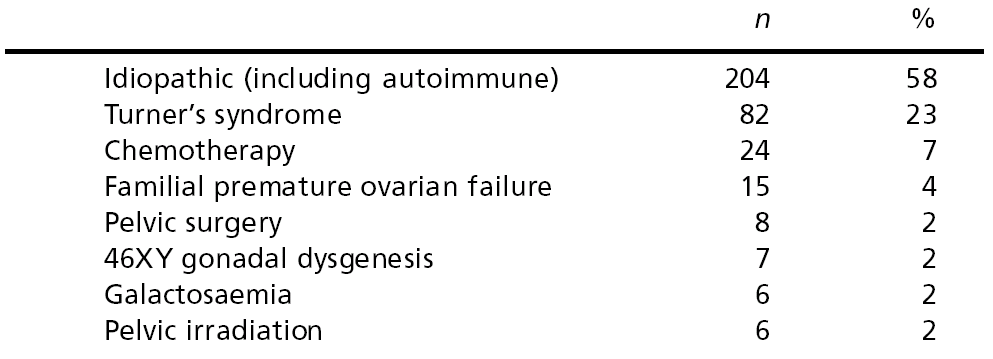 n %
Idiopathic (including autoimmune) 204 58
Turner’s syndrome 82 23
Chemotherapy 24 7
Familial premature ovarian failure 15 4
Pelvic surgery 8 2
46XY gonadal dysgenesis 7 2
Galactosaemia 6 2
Pelvic irradiation 6 2